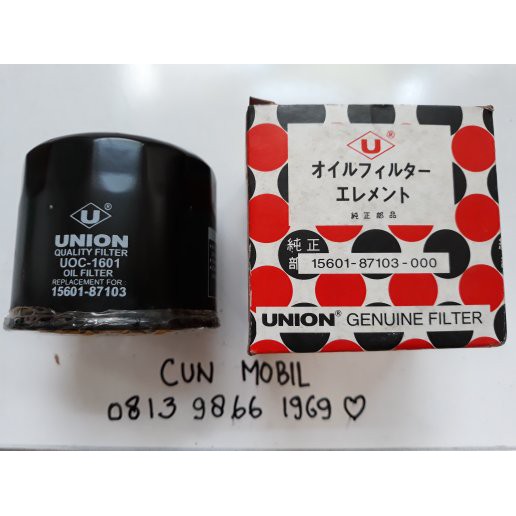 U®
UNION
QUALITY FILTER
UOC-1601
OIL FILTER
REPLACEMENT FOR :
15601-87103
U®
オイルフィルター
エレメント
純正部品
純正
部
15601-87103-000
UNION® GENUINE FILTER
CUN MOBIL
0813 9866 1969 ♡